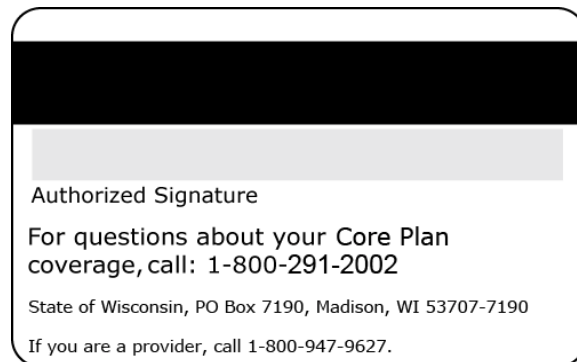 Authorized Signature
For questions about your Core Plan
coverage, call: 1-800-291-2002
State of Wisconsin, PO Box 7190, Madison, WI 53707-7190
If you are a provider, call 1-800-947-9627.